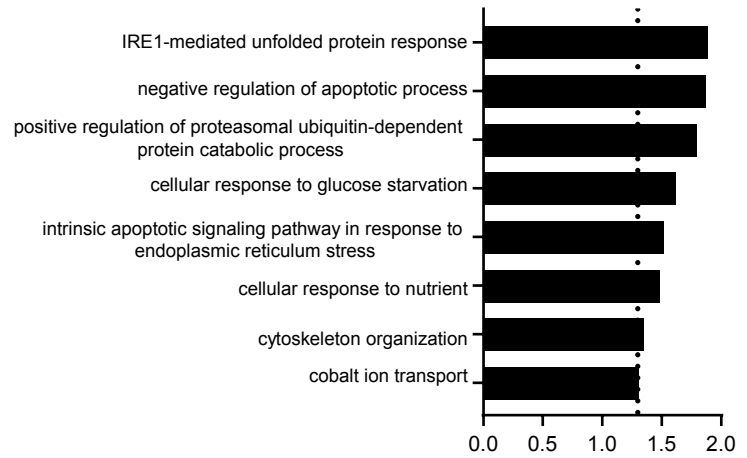 IRE1-mediated unfolded protein response
negative regulation of apoptotic process
positive regulation of proteasomal ubiquitin-dependent
protein catabolic process
cellular response to glucose starvation
intrinsic apoptotic signaling pathway in response to
endoplasmic reticulum stress
cellular response to nutrient
cytoskeleton organization
cobalt ion transport
0.0 0.5 1.0 1.5 2.0